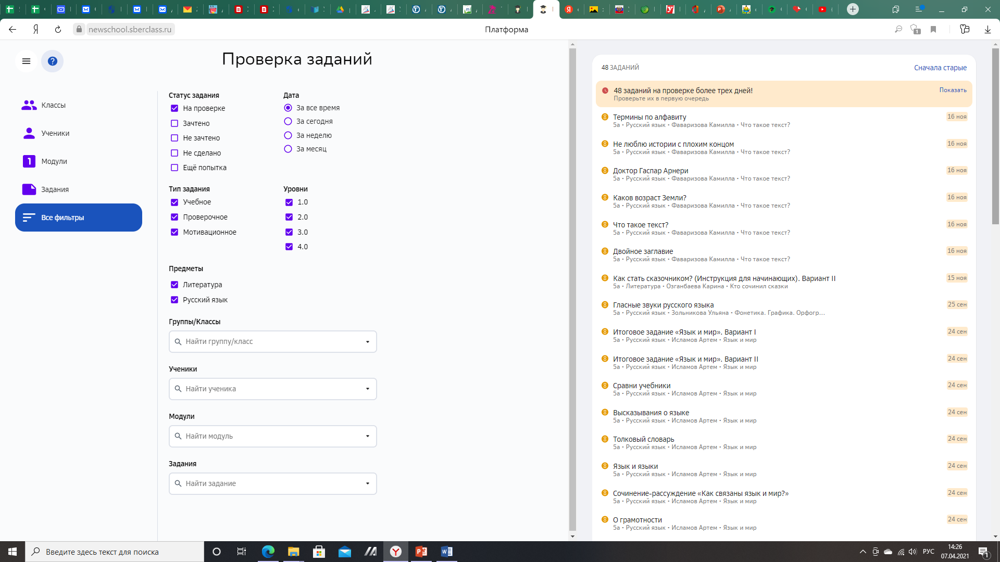 newschool.sberclass.ru
Платформа
Проверка заданий
Классы
Ученики
Модули
Задания
Все фильтры
Статус задания
На проверке
Зачтено
Не зачтено
Не сделано
Ещё попытка
Дата
За все время
За сегодня
За неделю
За месяц
Тип задания
Учебное
Проверочное
Мотивационное
Уровни
1.0
2.0
3.0
4.0
Предметы
Литература
Русский язык
Группы/Классы
Найти группу/класс
Ученики
Найти ученика
Модули
Найти модуль
Задания
Найти задание
48 ЗАДАНИЙ
Сначала старые
48 заданий на проверке более трех дней!
Показать
Проверьте их в первую очередь
Термины по алфавиту
16 ноя
5а • Русский язык • Фаваризова Камилла • Что такое текст?
Не люблю истории с плохим концом
16 ноя
5а • Русский язык • Фаваризова Камилла • Что такое текст?
Доктор Гаспар Арнери
16 ноя
5а • Русский язык • Фаваризова Камилла • Что такое текст?
Каков возраст Земли?
16 ноя
5а • Русский язык • Фаваризова Камилла • Что такое текст?
Что такое текст?
16 ноя
5а • Русский язык • Фаваризова Камилла • Что такое текст?
Двойное заглавие
16 ноя
5а • Русский язык • Фаваризова Камилла • Что такое текст?
Как стать сказочником? (Инструкция для начинающих). Вариант II
15 ноя
5а • Литература • Озганбаева Карина • Кто сочинил сказки
Гласные звуки русского языка
25 сен
5а • Русский язык • Зольникова Ульяна • Фонетика. Графика. Орфогр...
Итоговое задание «Язык и мир». Вариант I
24 сен
5а • Русский язык • Исламов Артем • Язык и мир
Итоговое задание «Язык и мир». Вариант II
24 сен
5а • Русский язык • Исламов Артем • Язык и мир
Сравни учебники
24 сен
5а • Русский язык • Исламов Артем • Язык и мир
Высказывания о языке
24 сен
5а • Русский язык • Исламов Артем • Язык и мир
Толковый словарь
24 сен
5а • Русский язык • Исламов Артем • Язык и мир
Язык и языки
24 сен
5а • Русский язык • Исламов Артем • Язык и мир
Сочинение-рассуждение «Как связаны язык и мир?»
24 сен
5а • Русский язык • Исламов Артем • Язык и мир
О грамотности
24 сен
5а • Русский язык • Исламов Артем • Язык и мир
Введите здесь текст для поиска
РУС
14:26
07.04.2021